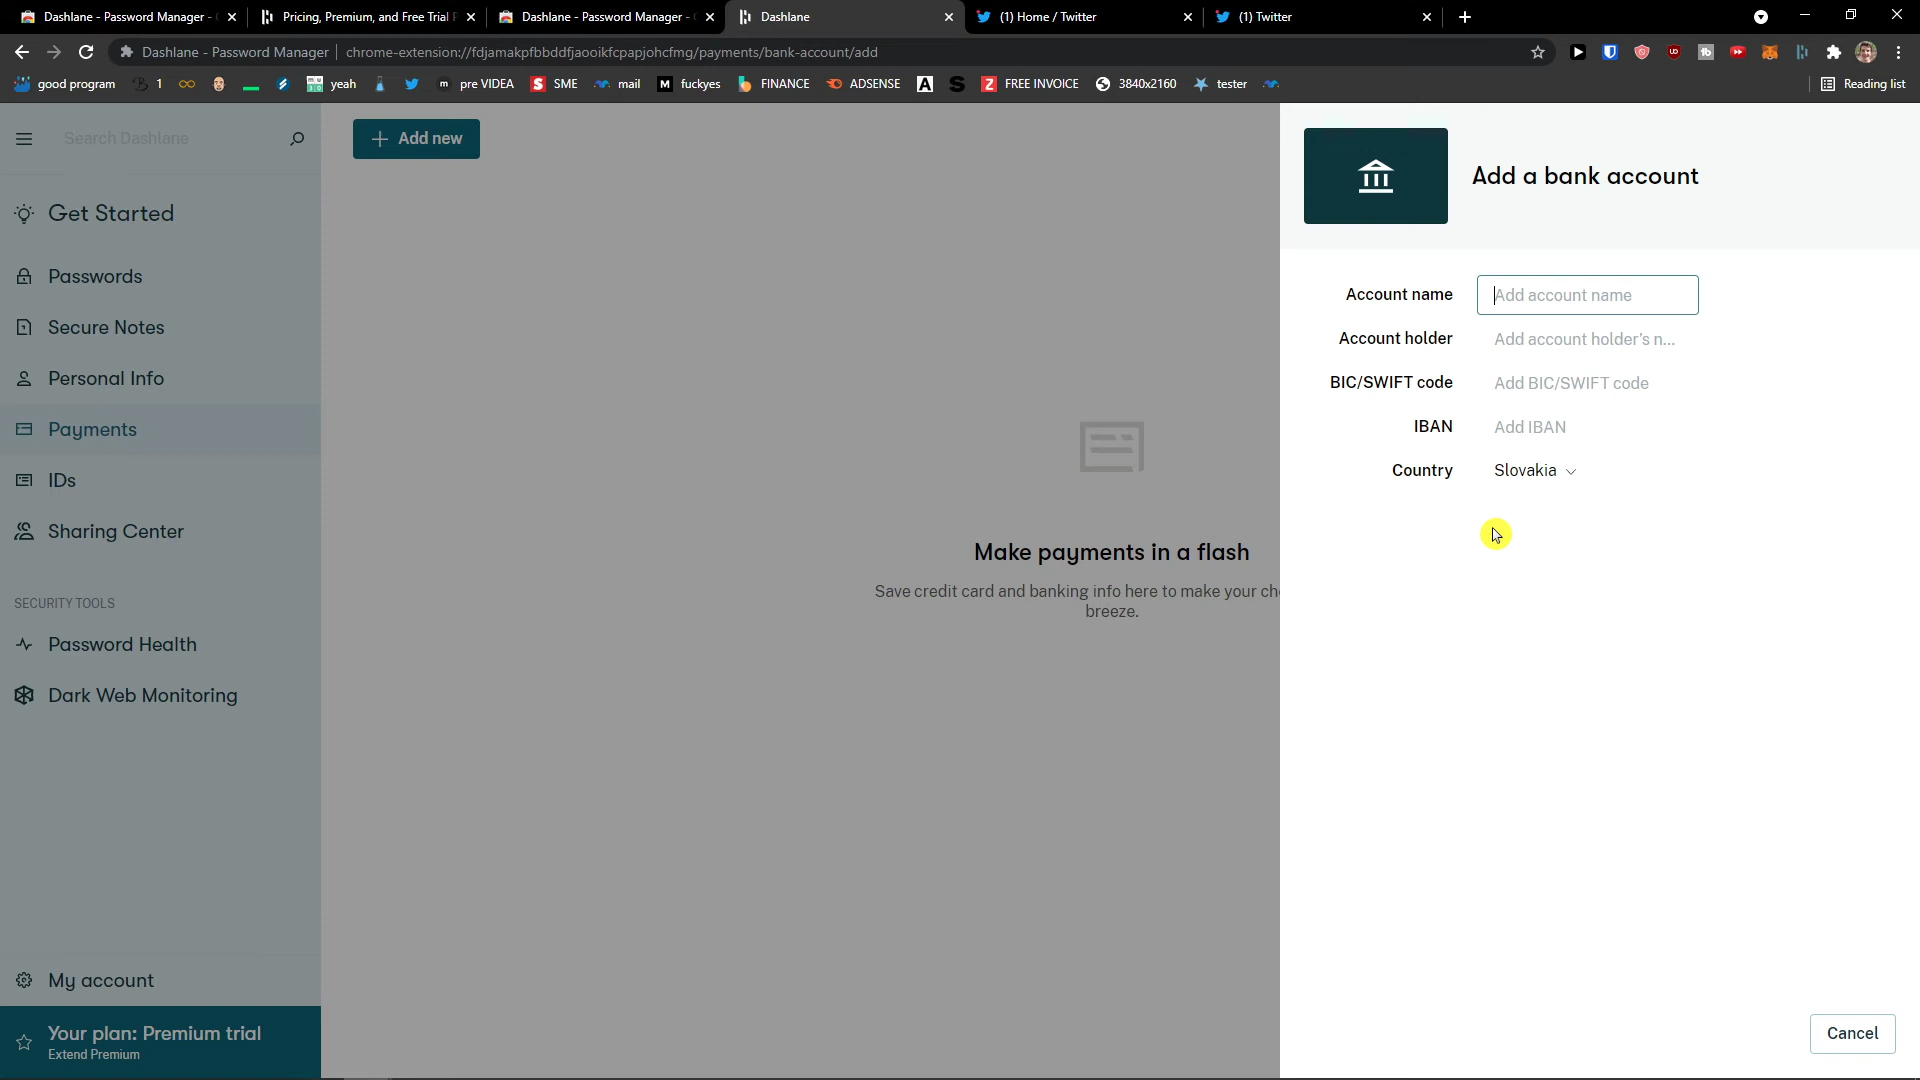 Dashlane - Password Manager -
Pricing, Premium, and Free Trial
Dashlane - Password Manager -
Dashlane
(1) Home / Twitter
(1) Twitter
Dashlane - Password Manager
chrome-extension://fdjamakpfbbddfjaooikfcpapjohcfmg/payments/bank-account/add
good program
1
yeah
pre VIDEA
SME
mail
fuckyes
FINANCE
ADSENSE
FREE INVOICE
3840x2160
tester
Reading list
Search Dashlane
Get Started
Passwords
Secure Notes
Personal Info
Payments
IDs
Sharing Center
SECURITY TOOLS
Password Health
Dark Web Monitoring
My account
Your plan: Premium trial
Extend Premium
Add new
Make payments in a flash
Save credit card and banking info here to make your
breeze.
Add a bank account
Account name
Add account name
Account holder
Add account holder's n...
BIC/SWIFT code
Add BIC/SWIFT code
IBAN
Add IBAN
Country
Slovakia
Cancel